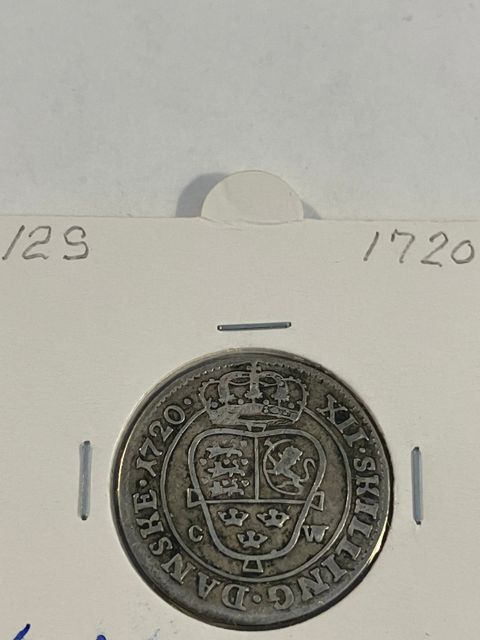 12S 1720
XII · SKILLING · DANSKE · 1720 ·
C W